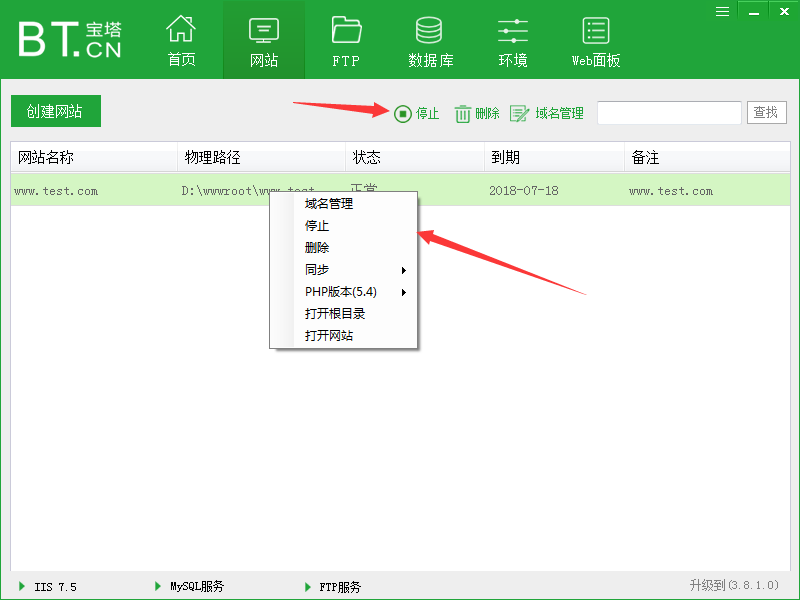 BT.CN 宝塔
首页 网站 FTP 数据库 环境 Web面板
创建网站 停止 删除 域名管理 查找
网站名称 物理路径 状态 到期 备注
www.test.com D:\wwwroot\www.test 正常 2018-07-18 www.test.com
域名管理
停止
删除
同步
PHP版本(5.4)
打开根目录
打开网站
IIS 7.5 MySQL服务 FTP服务 升级到(3.8.1.0)